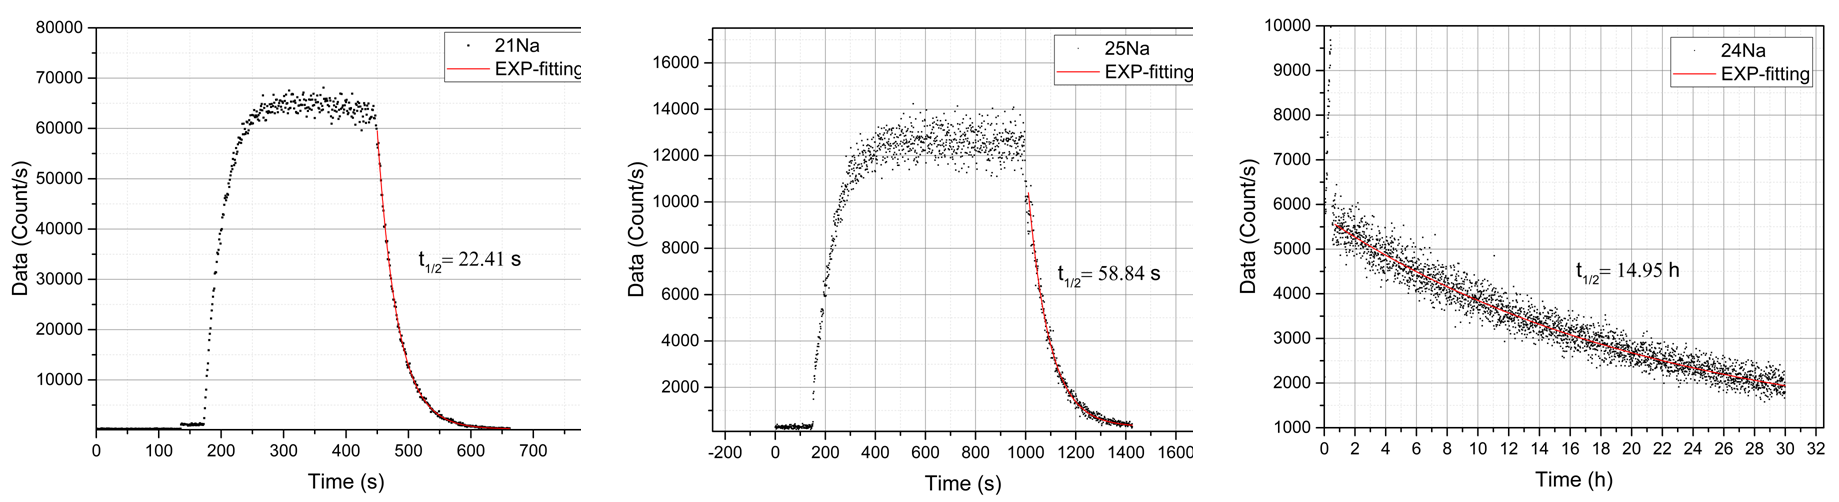 80000
70000
60000
50000
40000
30000
20000
10000
Data (Count/s)
21Na
EXP-fitting
t1/2= 22.41 s
0 100 200 300 400 500 600 700
Time (s)
16000
14000
12000
10000
8000
6000
4000
2000
Data (Count/s)
25Na
EXP-fitting
t1/2= 58.84 s
-200 0 200 400 600 800 1000 1200 1400 1600
Time (s)
10000
9000
8000
7000
6000
5000
4000
3000
2000
1000
Data (Count/s)
24Na
EXP-fitting
t1/2= 14.95 h
0 2 4 6 8 10 12 14 16 18 20 22 24 26 28 30 32
Time (h)